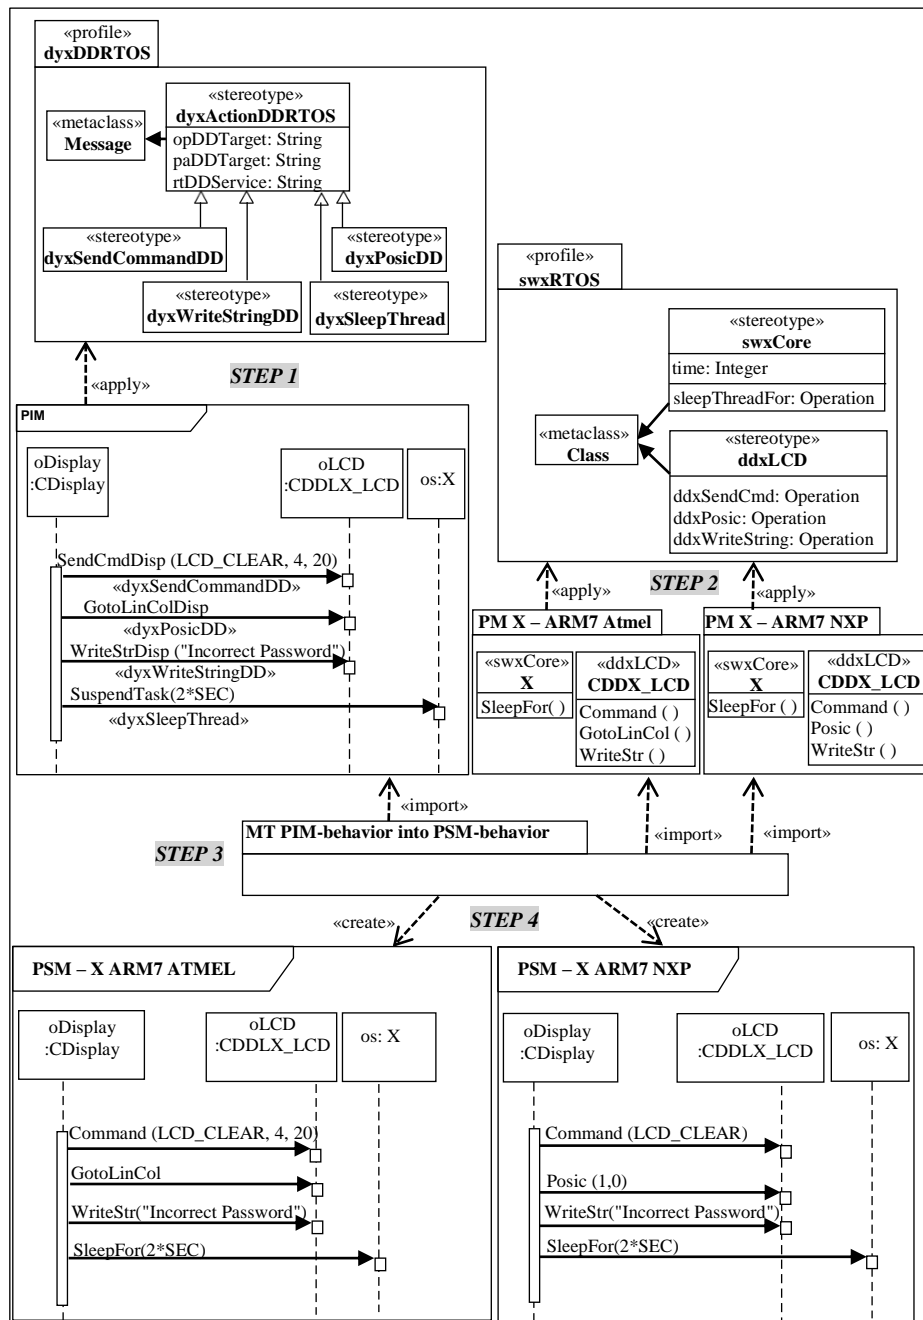 «profile»
dyxDDRTOS
«stereotype»
dyxActionDDRTOS
opDDTarget: String
paDDTarget: String
rtDDService: String
«metaclass»
Message
«stereotype»
dyxSendCommandDD
«stereotype»
dyxPosicDD
«stereotype»
dyxWriteStringDD
«stereotype»
dyxSleepThread
«profile»
swxRTOS
«stereotype»
swxCore
time: Integer
sleepThreadFor: Operation
«metaclass»
Class
«stereotype»
ddxLCD
ddxSendCmd: Operation
ddxPosic: Operation
ddxWriteString: Operation
STEP 1
«apply»
PIM
oDisplay
:CDisplay
oLCD
:CDDLX_LCD
os:X
SendCmdDisp (LCD_CLEAR, 4, 20)
«dyxSendCommandDD»
GotoLinColDisp
«dyxPosicDD»
WriteStrDisp ("Incorrect Password")
«dyxWriteStringDD»
SuspendTask(2*SEC)
«dyxSleepThread»
STEP 2
«apply»
«apply»
PM X – ARM7 Atmel
«swxCore»
X
SleepFor( )
«ddxLCD»
CDDX_LCD
Command ( )
GotoLinCol ( )
WriteStr ( )
PM X – ARM7 NXP
«swxCore»
X
SleepFor ( )
«ddxLCD»
CDDX_LCD
Command ( )
Posic ( )
WriteStr ( )
«import»
«import»
«import»
MT PIM-behavior into PSM-behavior
STEP 3
STEP 4
«create»
«create»
PSM – X ARM7 ATMEL
oDisplay
:CDisplay
oLCD
:CDDLX_LCD
os: X
Command (LCD_CLEAR, 4, 20)
GotoLinCol
WriteStr("Incorrect Password")
SleepFor(2*SEC)
PSM – X ARM7 NXP
oDisplay
:CDisplay
oLCD
:CDDLX_LCD
os: X
Command (LCD_CLEAR)
Posic (1,0)
WriteStr("Incorrect Password")
SleepFor(2*SEC)